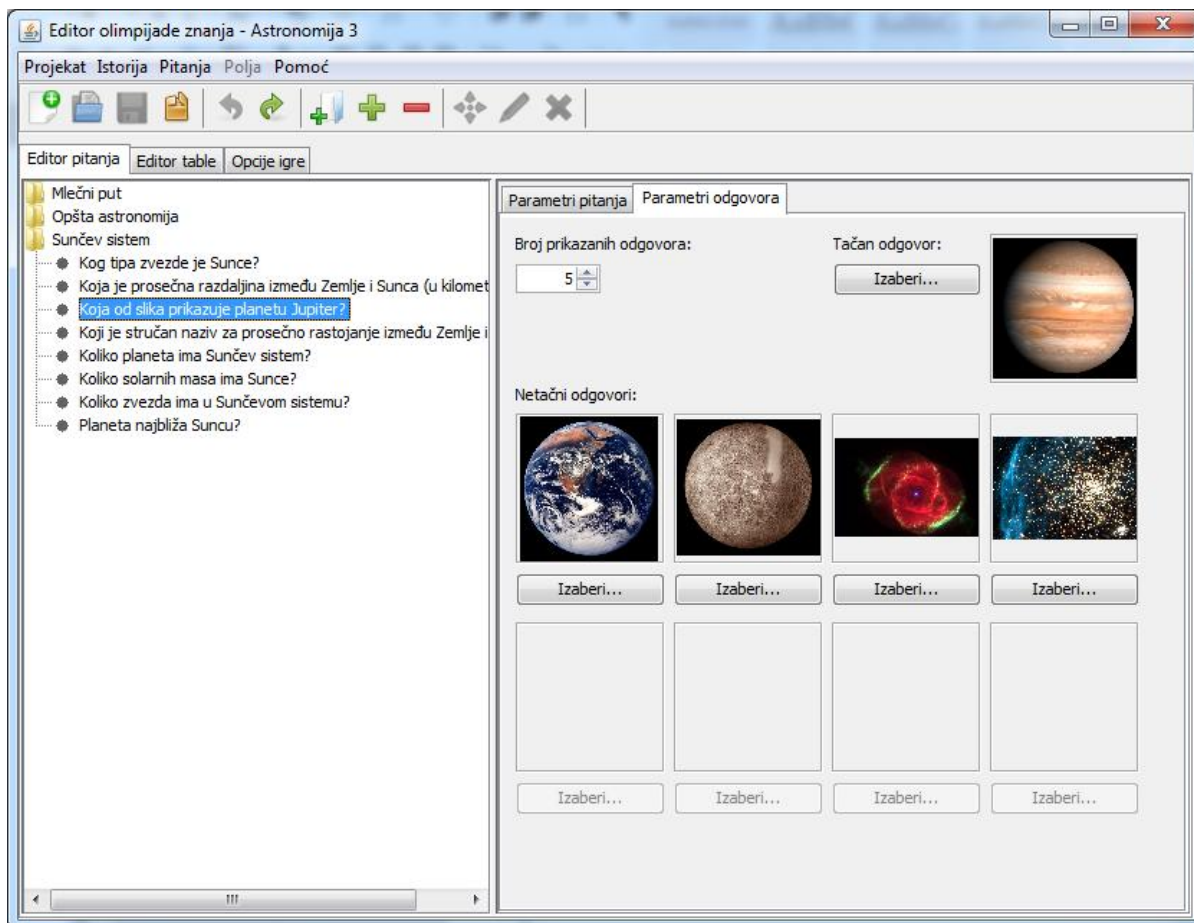 Editor olimpijade znanja - Astronomija 3
Projekat Istorija Pitanja Polja Pomoć
Editor pitanja Editor table Opcije igre
Mlečni put
Opšta astronomija
Sunčev sistem
Kog tipa zvezde je Sunce?
Koja je prosečna razdaljina između Zemlje i Sunca (u kilomet
Koja od slika prikazuje planetu Jupiter?
Koji je stručan naziv za prosečno rastojanje između Zemlje i
Koliko planeta ima Sunčev sistem?
Koliko solarnih masa ima Sunce?
Koliko zvezda ima u Sunčevom sistemu?
Planeta najbliža Suncu?
Parametri pitanja Parametri odgovora
Broj prikazanih odgovora: Tačan odgovor:
5 Izaberi...
Netačni odgovori:
Izaberi... Izaberi... Izaberi... Izaberi...
Izaberi... Izaberi... Izaberi... Izaberi...